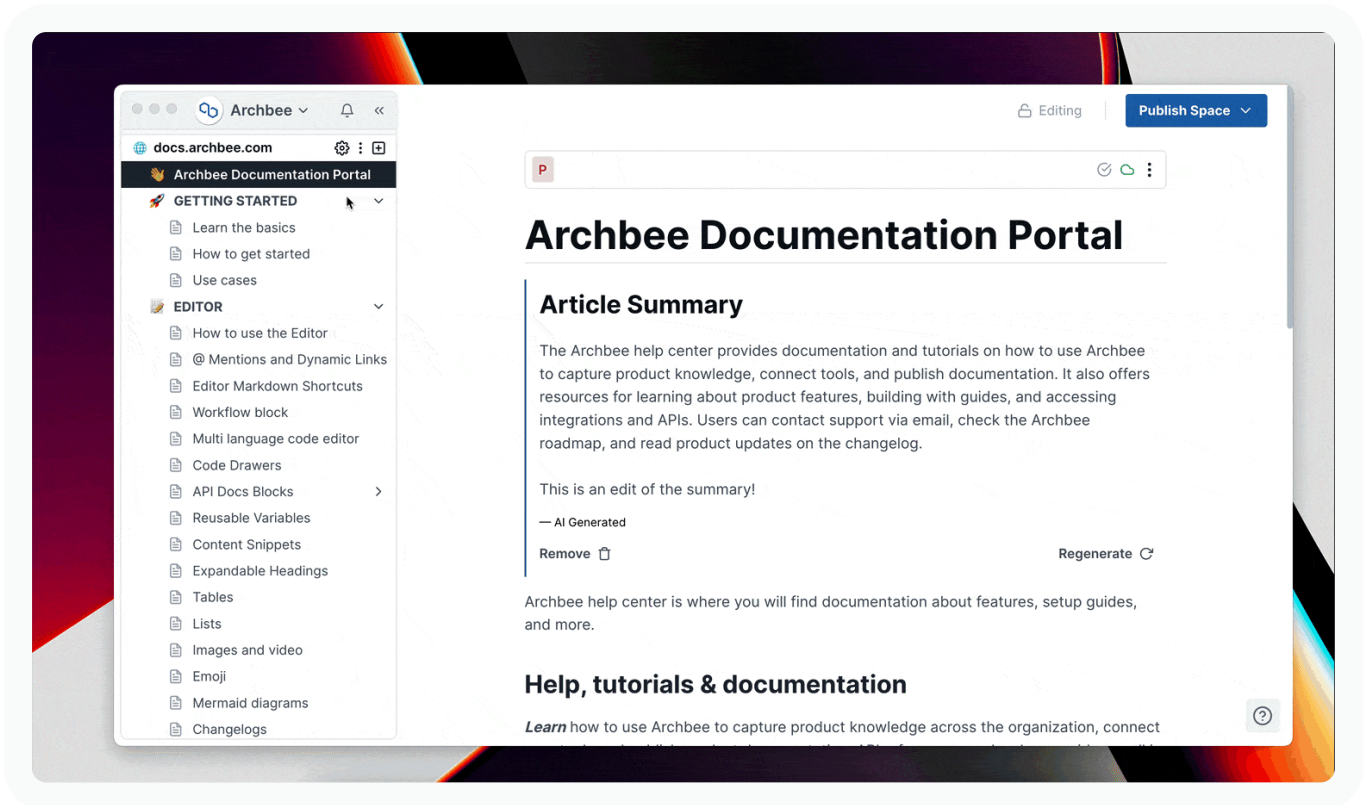 Archbee
docs.archbee.com
Archbee Documentation Portal
GETTING STARTED
Learn the basics
How to get started
Use cases
EDITOR
How to use the Editor
@ Mentions and Dynamic Links
Editor Markdown Shortcuts
Workflow block
Multi language code editor
Code Drawers
API Docs Blocks
Reusable Variables
Content Snippets
Expandable Headings
Tables
Lists
Images and video
Emoji
Mermaid diagrams
Changelogs
Editing
Publish Space
P
Archbee Documentation Portal
Article Summary
The Archbee help center provides documentation and tutorials on how to use Archbee
to capture product knowledge, connect tools, and publish documentation. It also offers
resources for learning about product features, building with guides, and accessing
integrations and APIs. Users can contact support via email, check the Archbee
roadmap, and read product updates on the changelog.
This is an edit of the summary!
— AI Generated
Remove
Regenerate
Archbee help center is where you will find documentation about features, setup guides,
and more.
Help, tutorials & documentation
Learn how to use Archbee to capture product knowledge across the organization, connect